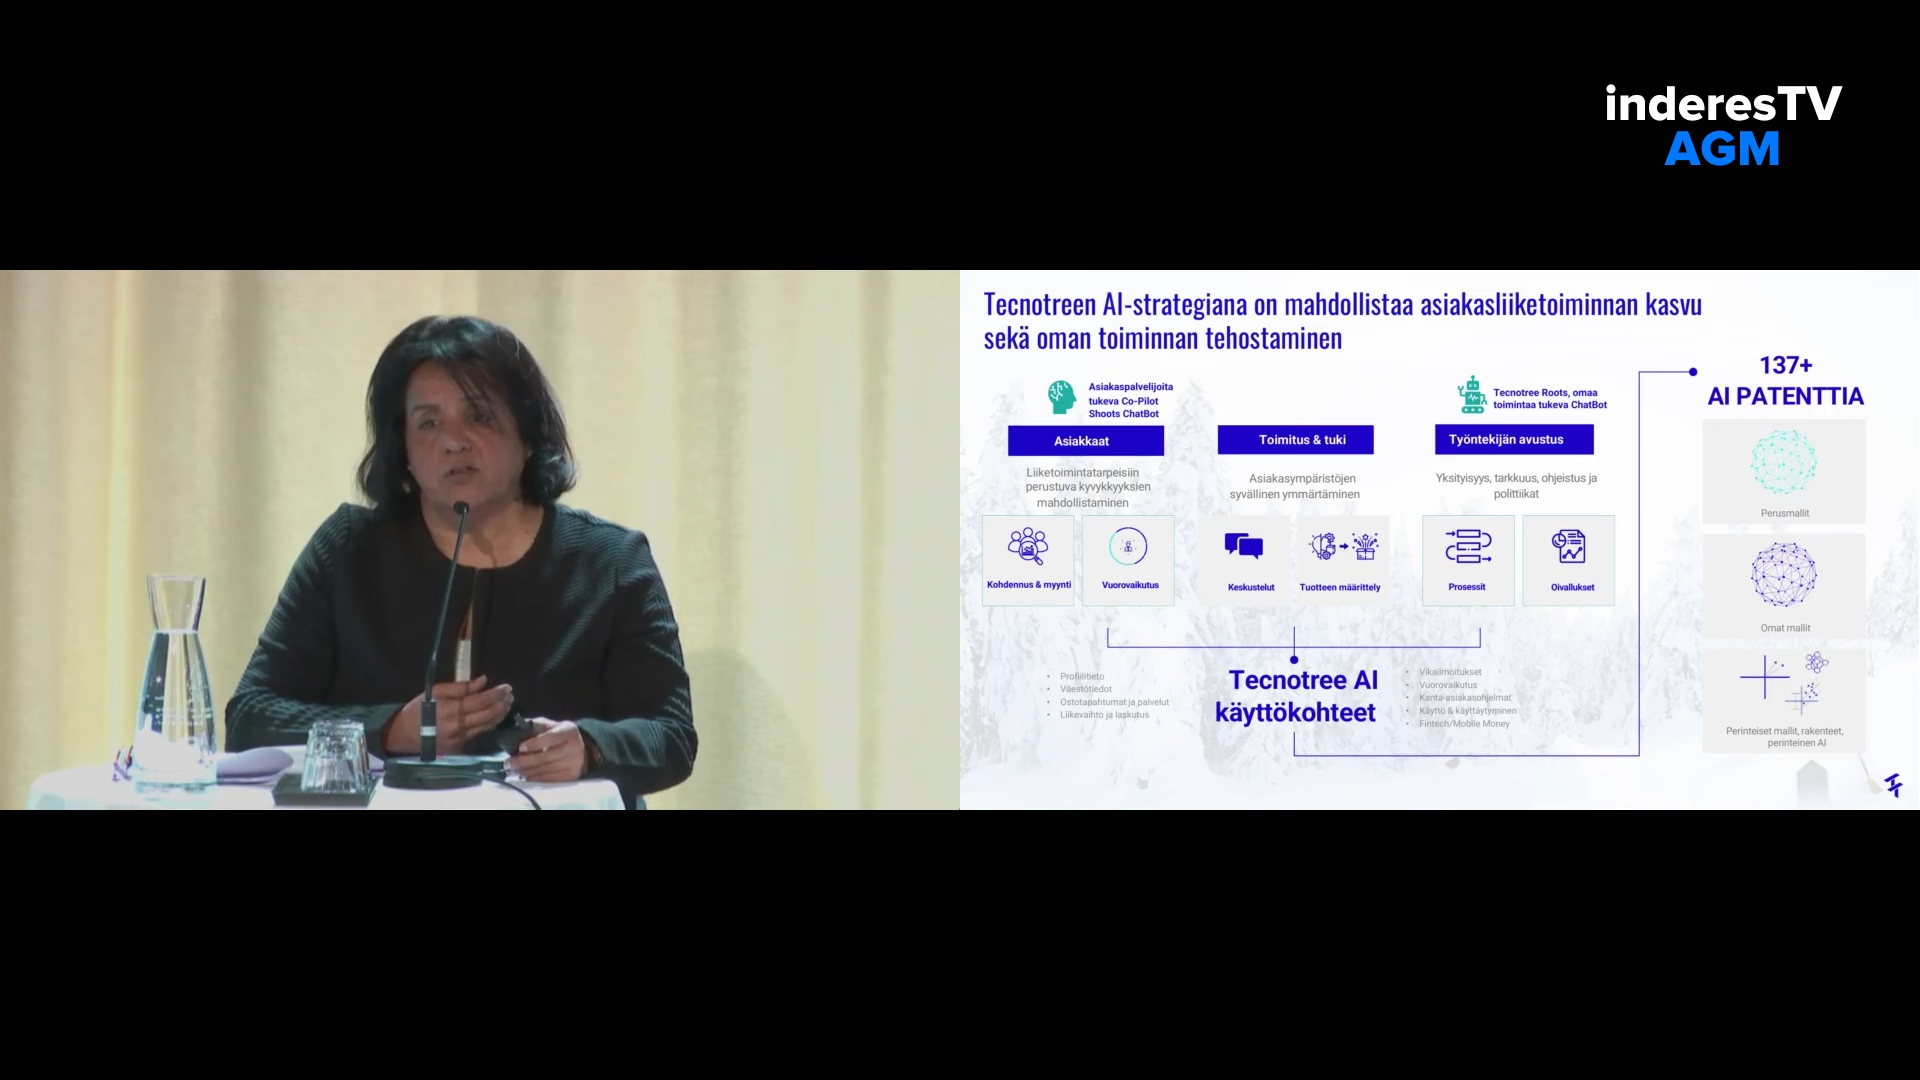 inderesTV
AGM
Tecnotreen AI-strategiana on mahdollistaa asiakasliiketoiminnan kasvu
sekä oman toiminnan tehostaminen
137+
AI PATENTTIA
Asiakaspalvelijoita
tukeva Co-Pilot
Shoots ChatBot
Tecnotree Roots, omaa
toimintaa tukeva ChatBot
Asiakkaat
Toimitus & tuki
Työntekijän avustus
Liiketoimintatarpeisiin
perustuva kyvykkyyksien
mahdollistaminen
Asiakasympäristöjen
syvällinen ymmärtäminen
Yksityisyys, tarkkuus, ohjeistus ja
polittiikat
Kohdennus & myynti
Vuorovaikutus
Keskustelut
Tuotteen määrittely
Prosessit
Oivallukset
Perusmallit
Omat mallit
Perinteiset mallit, rakenteet,
perinteinen AI
Tecnotree AI
käyttökohteet
• Profiilitieto
• Väestötiedot
• Ostotapahtumat ja palvelut
• Liikevaihto ja laskutus
• Vikailmoitukset
• Vuorovaikutus
• Kanta-asiakasohjelmat
• Käyttö & käyttäytyminen
• Fintech/Mobile Money